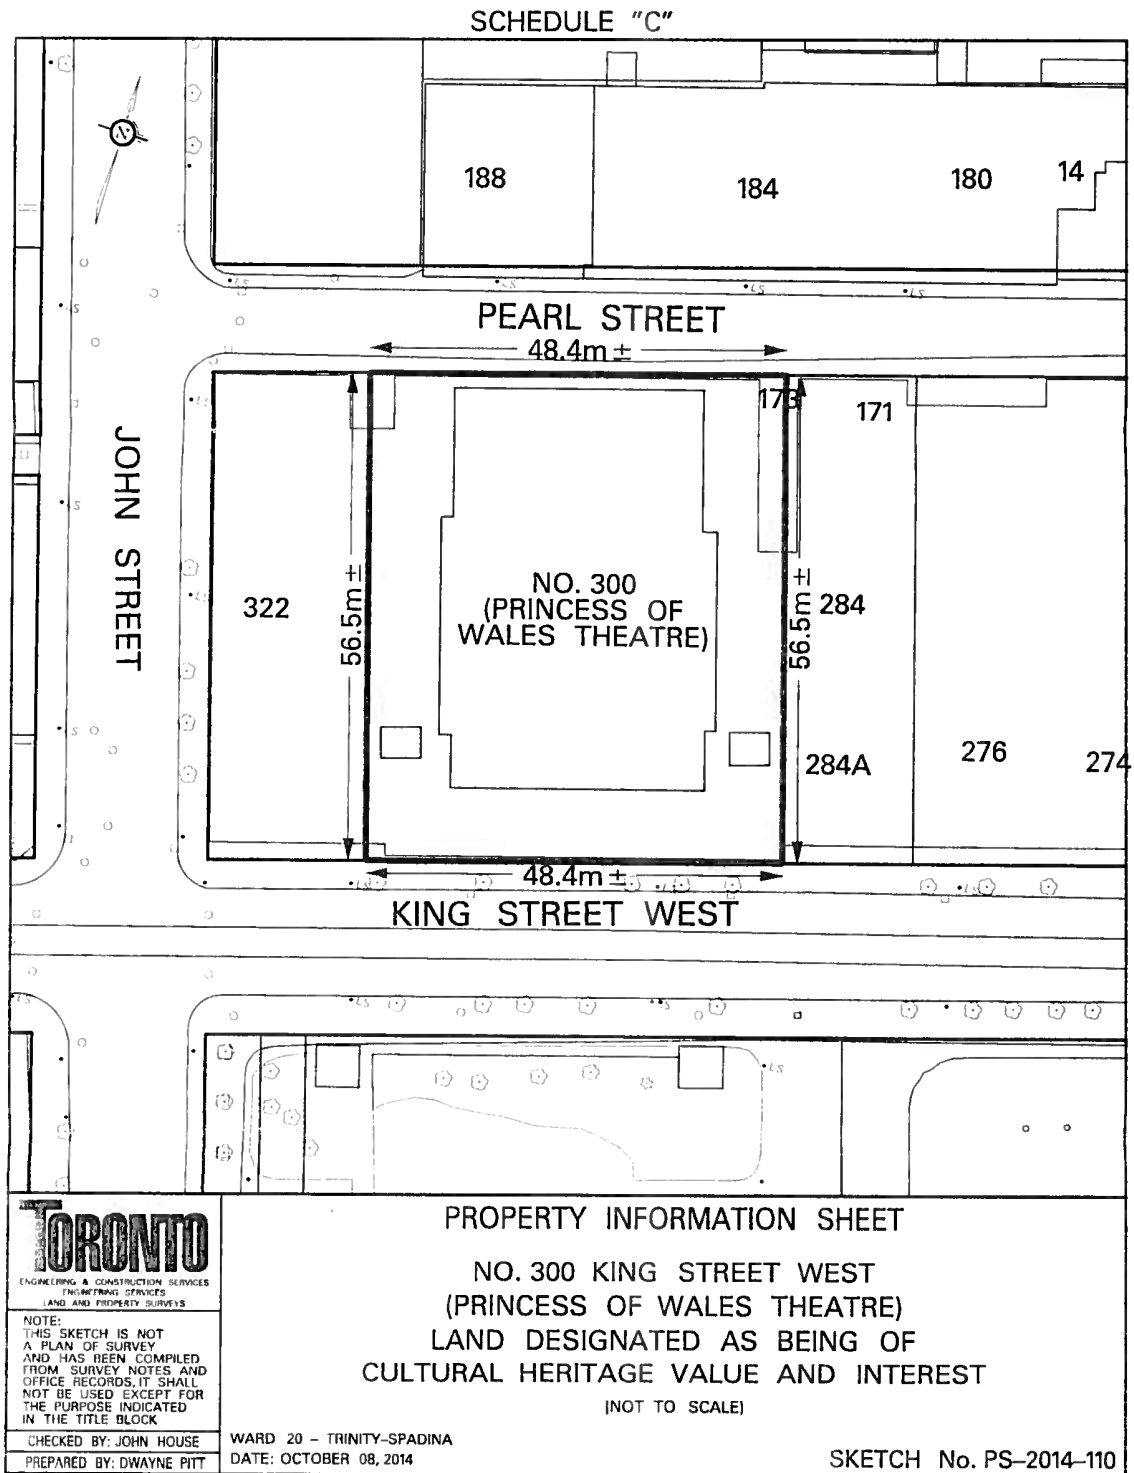 SCHEDULE "C"
N
188
184
180
14
PEARL STREET
48.4m ±
173
171
JOHN STREET
322
56.5m ±
NO. 300
(PRINCESS OF
WALES THEATRE)
56.5m ±
284
284A
276
274
48.4m ±
KING STREET WEST
TORONTO
ENGINEERING & CONSTRUCTION SERVICES
ENGINEERING SERVICES
LAND AND PROPERTY SURVEYS
NOTE:
THIS SKETCH IS NOT
A PLAN OF SURVEY
AND HAS BEEN COMPILED
FROM SURVEY NOTES AND
OFFICE RECORDS. IT SHALL
NOT BE USED EXCEPT FOR
THE PURPOSE INDICATED
IN THE TITLE BLOCK
CHECKED BY: JOHN HOUSE
PREPARED BY: DWAYNE PITT
PROPERTY INFORMATION SHEET
NO. 300 KING STREET WEST
(PRINCESS OF WALES THEATRE)
LAND DESIGNATED AS BEING OF
CULTURAL HERITAGE VALUE AND INTEREST
(NOT TO SCALE)
WARD 20 – TRINITY–SPADINA
DATE: OCTOBER 08, 2014
SKETCH No. PS–2014–110